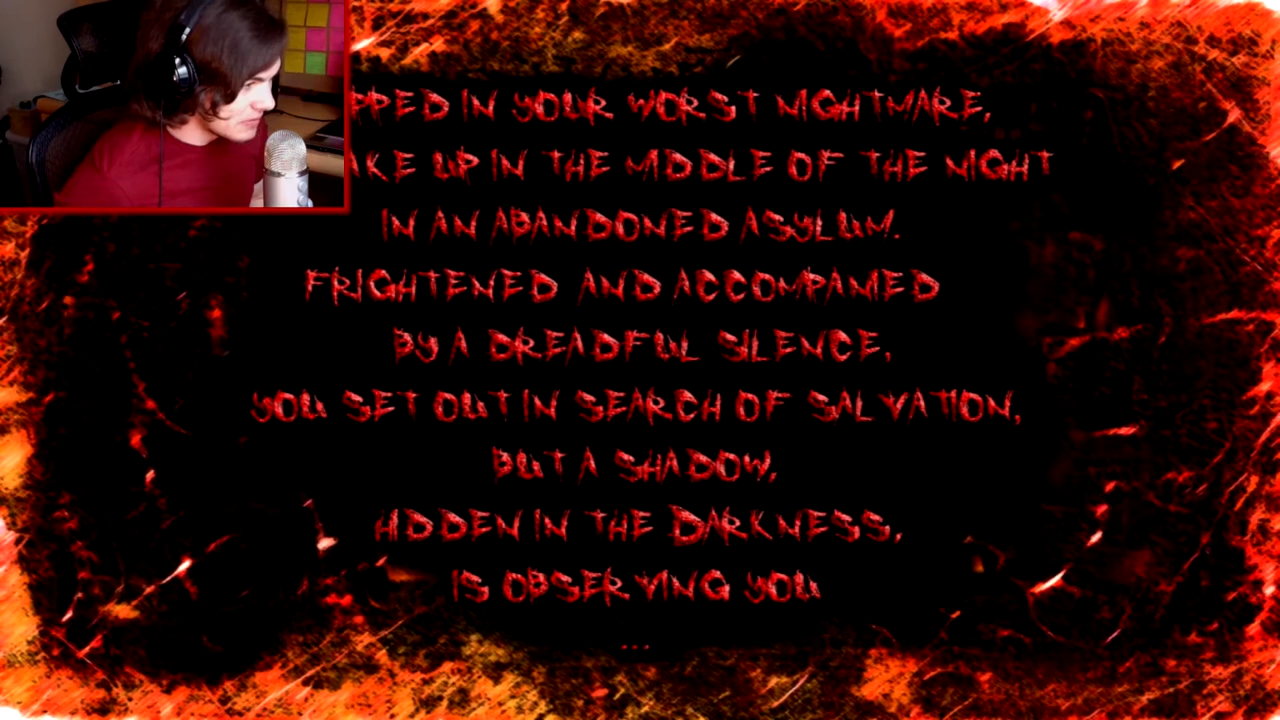 PPED IN YOUR WORST NIGHTMARE,
AKE UP IN THE MIDDLE OF THE NIGHT
IN AN ABANDONED ASYLUM.
FRIGHTENED AND ACCOMPANIED
BY A DREADFUL SILENCE,
YOU SET OUT IN SEARCH OF SALVATION,
BUT A SHADOW,
HIDDEN IN THE DARKNESS,
IS OBSERVING YOU
...